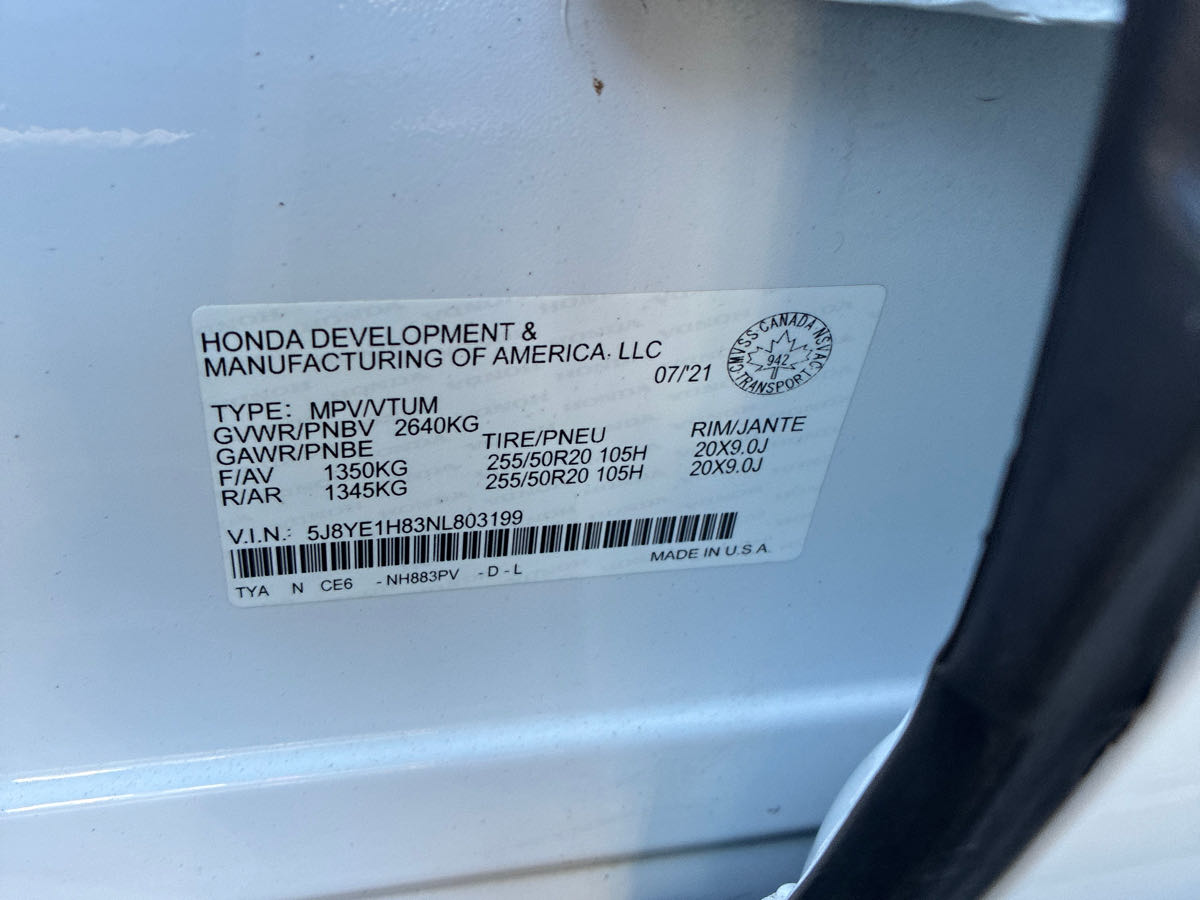 HONDA DEVELOPMENT &
MANUFACTURING OF AMERICA, LLC
07/'21
CMVSS·CANADA NSVAC·TRANSPORT·
942
TYPE: MPV/VTUM
GVWR/PNBV 2640KG
GAWR/PNBE TIRE/PNEU RIM/JANTE
F/AV 1350KG 255/50R20 105H 20X9.0J
R/AR 1345KG 255/50R20 105H 20X9.0J
V.I.N.: 5J8YE1H83NL803199
MADE IN U.S.A.
TYA N CE6 -NH883PV -D-L